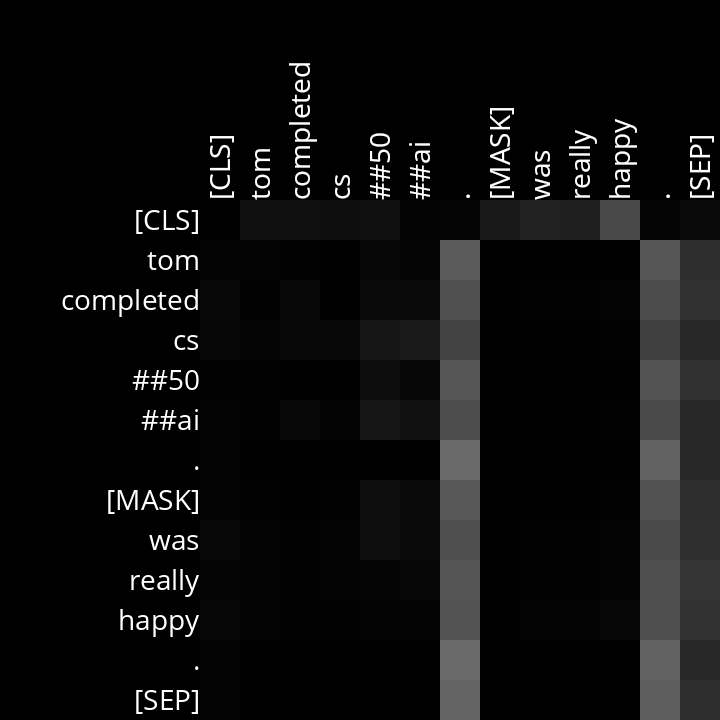 [CLS]
tom
completed
cs
##50
##ai
.
[MASK]
was
really
happy
.
[SEP]
[CLS]
tom
completed
cs
##50
##ai
.
[MASK]
was
really
happy
.
[SEP]